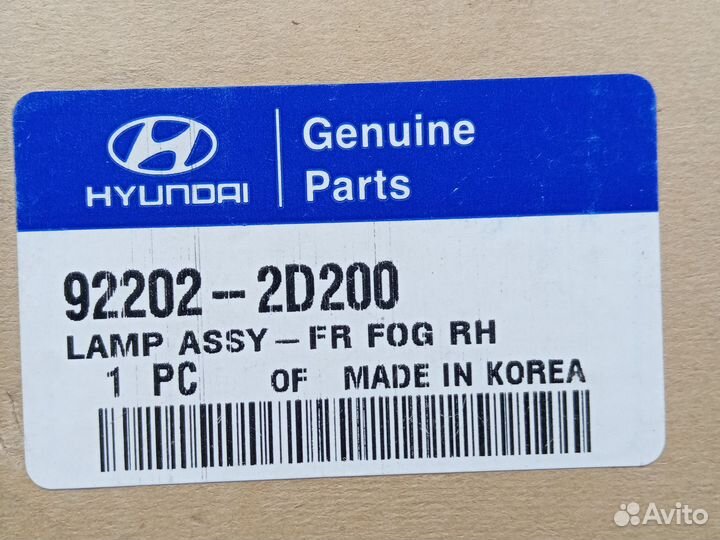 HYUNDAI
Genuine
Parts
92202-2D200
LAMP ASSY-FR FOG RH
1 PC OF MADE IN KOREA
Avito